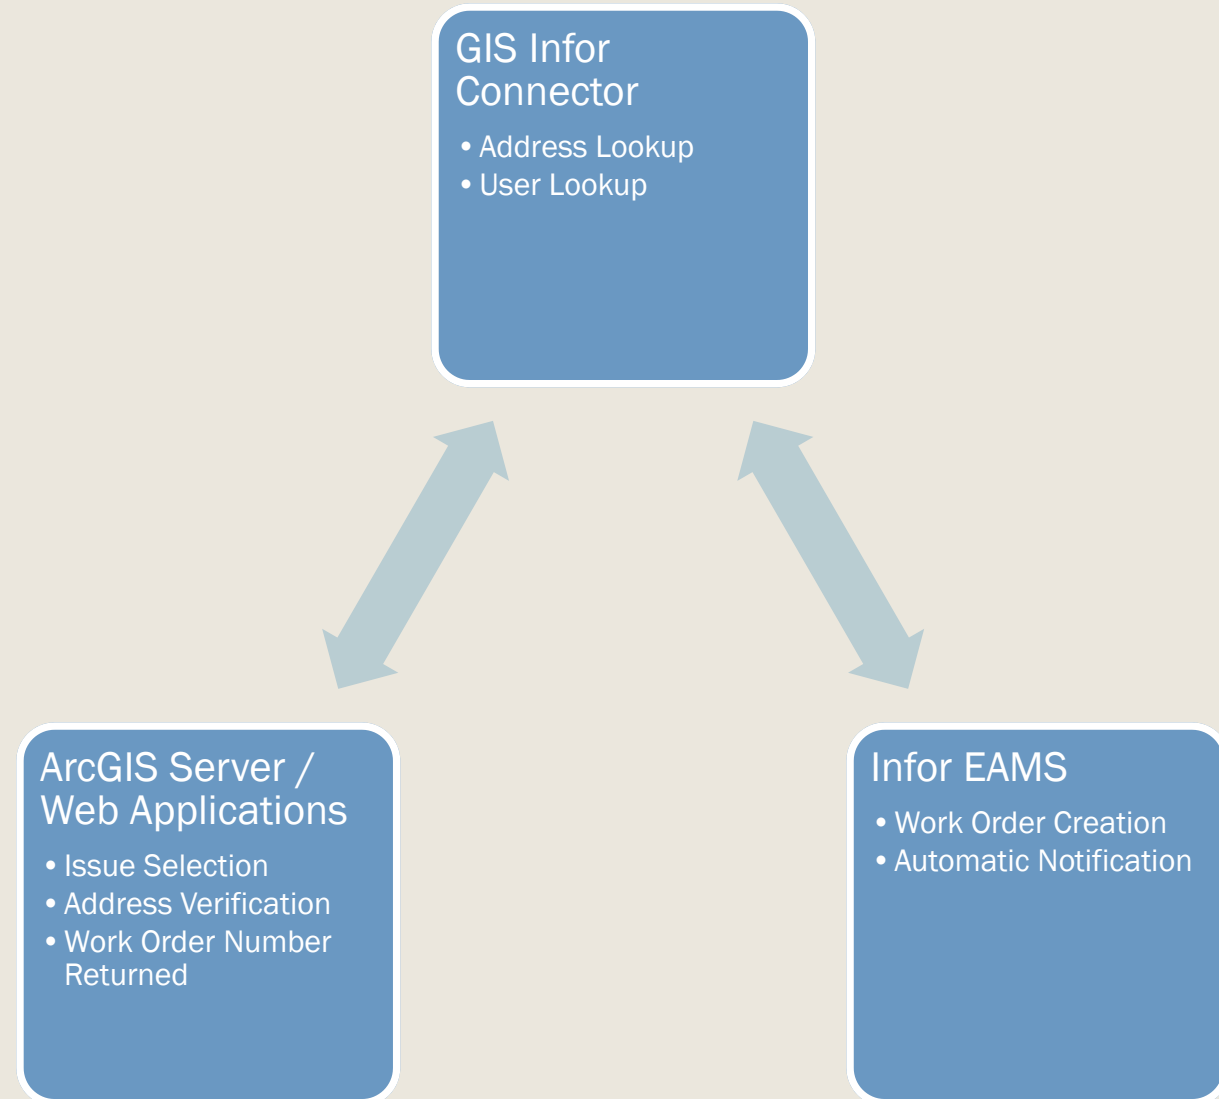 GIS Infor
Connector
• Address Lookup
• User Lookup
ArcGIS Server /
Web Applications
• Issue Selection
• Address Verification
• Work Order Number
Returned
Infor EAMS
• Work Order Creation
• Automatic Notification